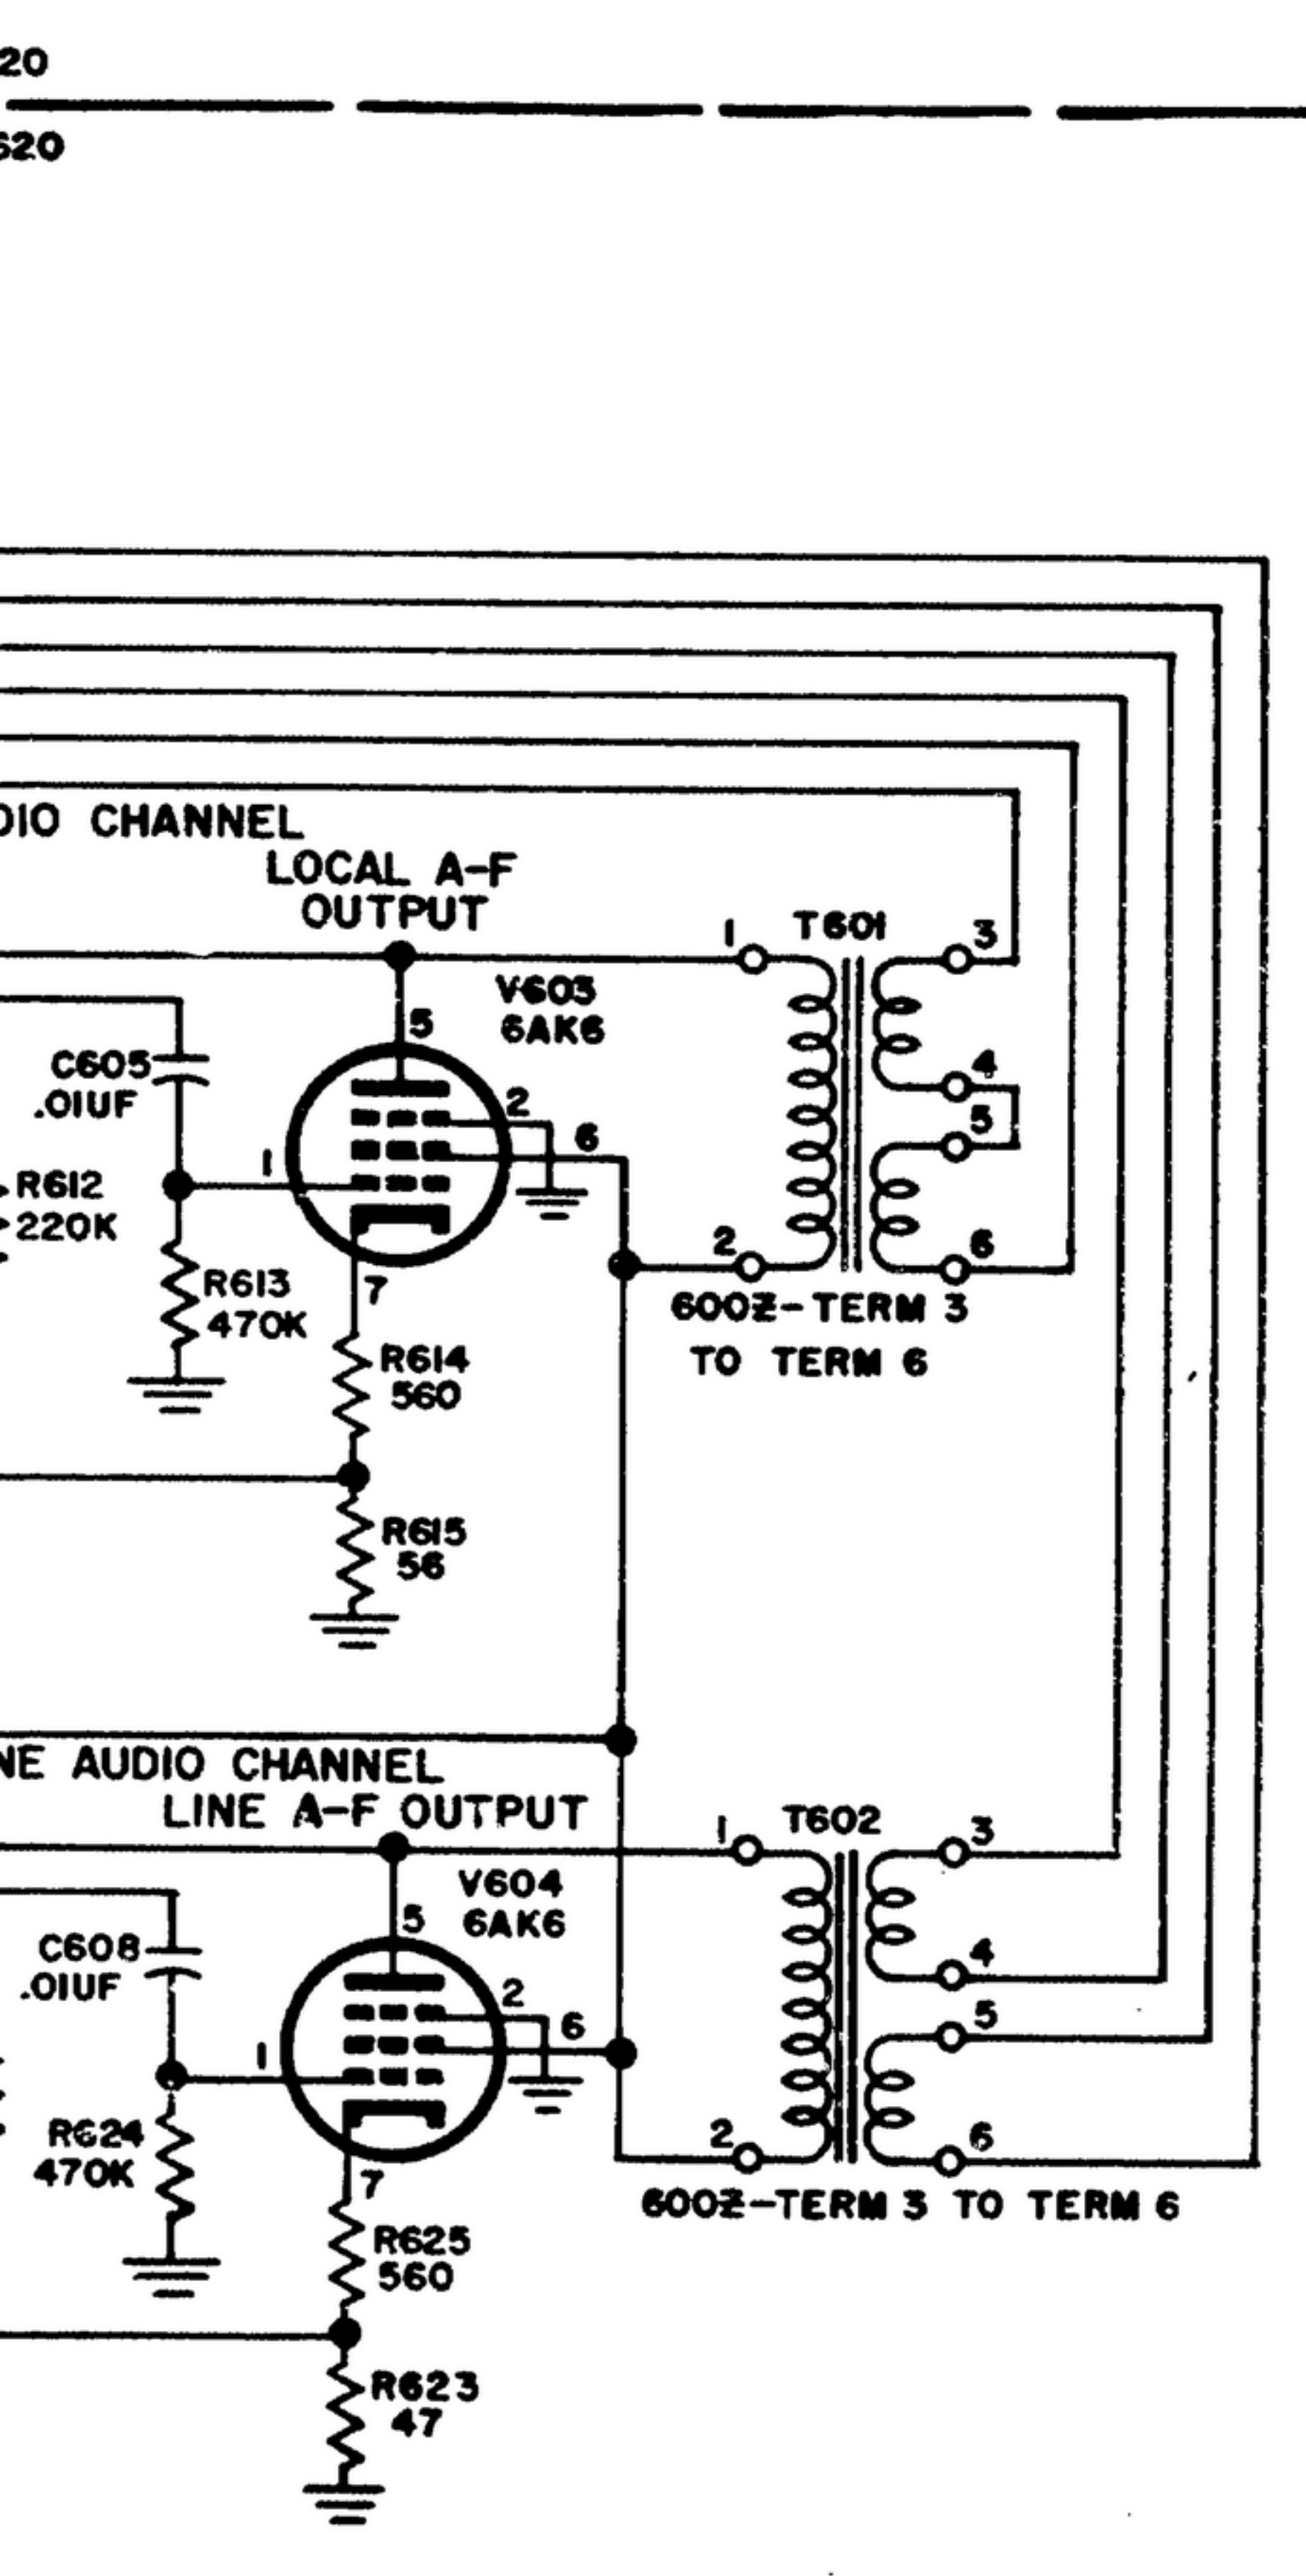 20
620
DIO CHANNEL
LOCAL A-F
OUTPUT
1
T601
3
V603
6AK6
5
C605
.01UF
2
6
4
5
1
R612
220K
2
6
R613
470K
7
600Z-TERM 3
TO TERM 6
R614
560
R615
56
NE AUDIO CHANNEL
LINE A-F OUTPUT
1
T602
3
V604
6AK6
5
C608
.01UF
2
6
4
5
1
R624
470K
2
6
7
600Z-TERM 3 TO TERM 6
R625
560
R623
47